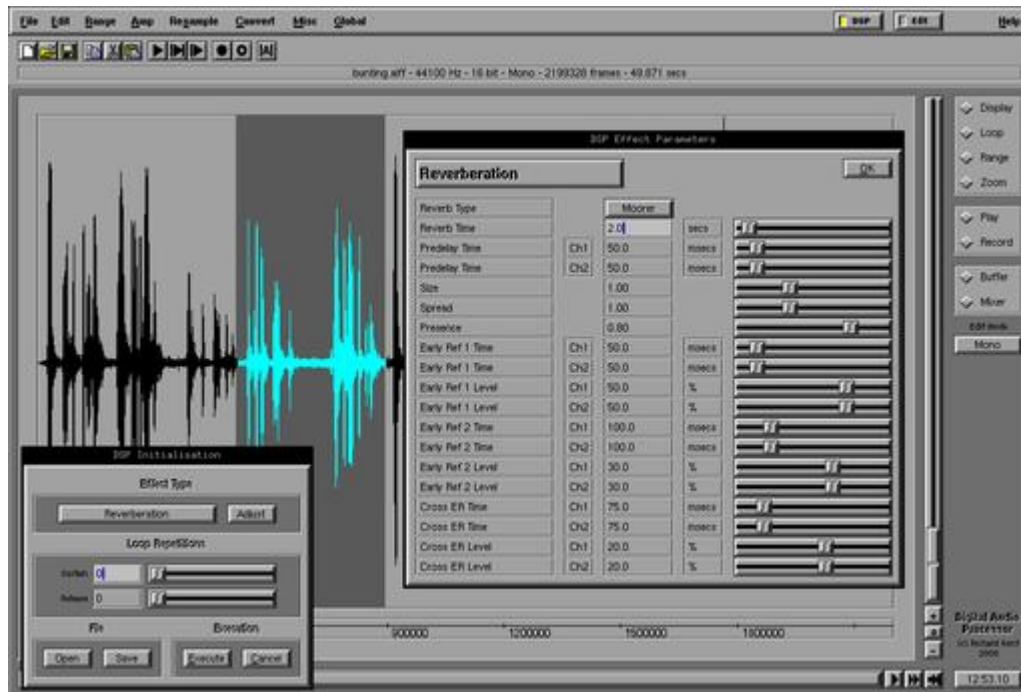 File Edit Range Amp Resample Convert Misc Global DSP Edit Help
bunting.aiff - 44100 Hz - 16 bit - Mono - 2199328 frames - 49.871 secs
Display
Loop
Range
Zoom
Play
Record
Buffer
Mixer
Edit mode
Mono
DSP Effect Parameters
Reverberation OK
Reverb Type Moorer
Reverb Time 2.0 secs
Predelay Time Ch1 50.0 msecs
Predelay Time Ch2 50.0 msecs
Size 1.00
Spread 1.00
Presence 0.80
Early Ref 1 Time Ch1 50.0 msecs
Early Ref 1 Time Ch2 50.0 msecs
Early Ref 1 Level Ch1 50.0 %
Early Ref 1 Level Ch2 50.0 %
Early Ref 2 Time Ch1 100.0 msecs
Early Ref 2 Time Ch2 100.0 msecs
Early Ref 2 Level Ch1 30.0 %
Early Ref 2 Level Ch2 30.0 %
Cross ER Time Ch1 75.0 msecs
Cross ER Time Ch2 75.0 msecs
Cross ER Level Ch1 20.0 %
Cross ER Level Ch2 20.0 %
DSP Initialisation
Effect Type
Reverberation Adjust
Loop Repetitions
Sustain 0
Release 0
File Execution
Open Save Execute Cancel
900000 1200000 1500000 1800000
Digital Audio
Processor
(c) Richard Kent
2000
12:53.10